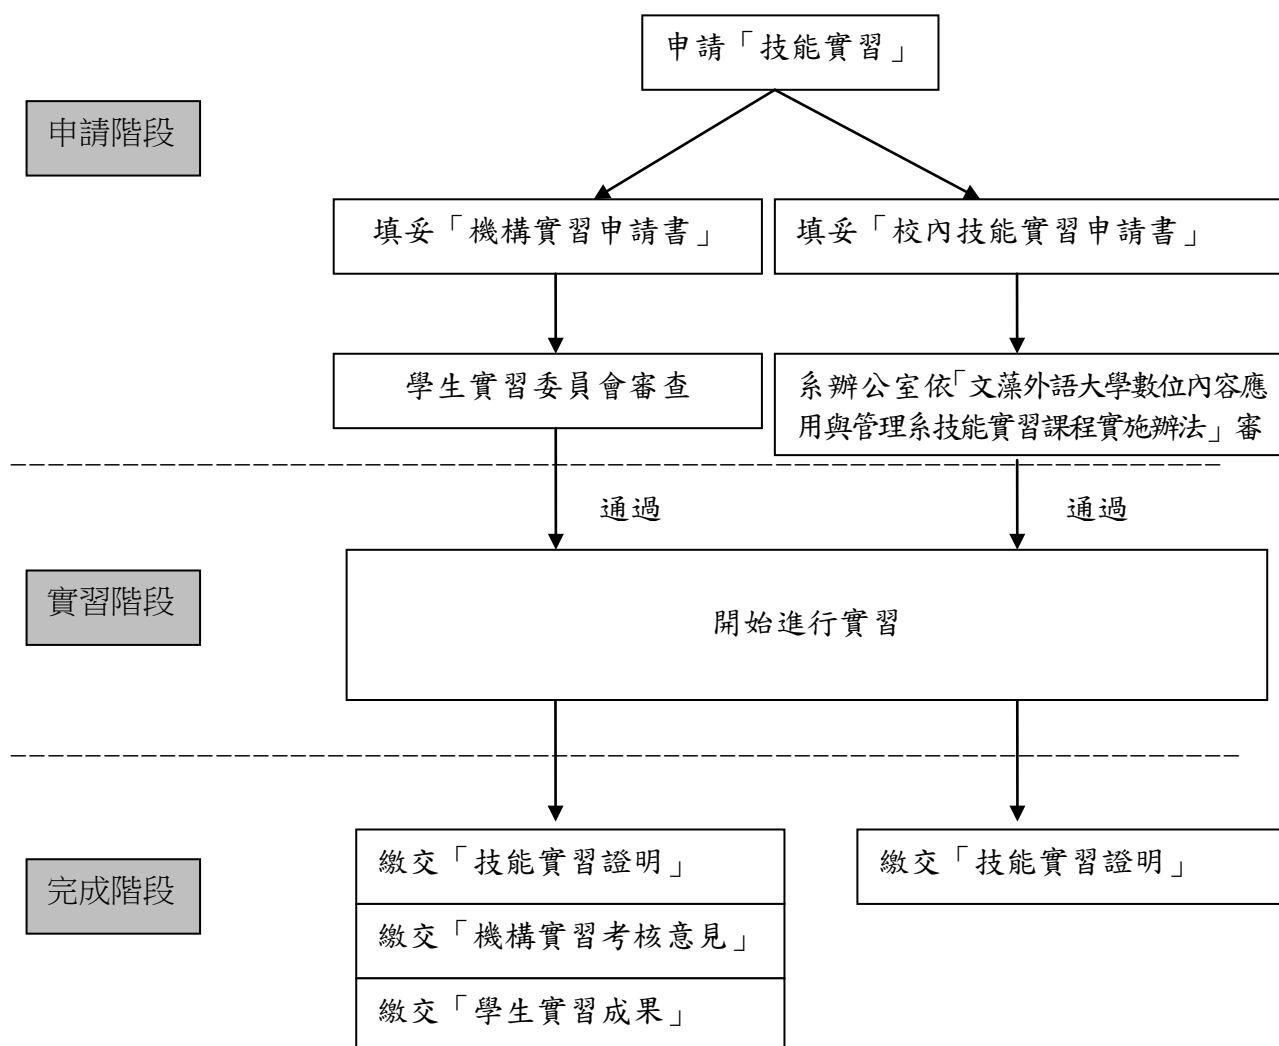 申請「技能實習」
申請階段
填妥「機構實習申請書」
填妥「校內技能實習申請書」
學生實習委員會審查
系辦公室依「文藻外語大學數位內容應
用與管理系技能實習課程實施辦法」審
通過
通過
實習階段
開始進行實習
完成階段
繳交「技能實習證明」
繳交「機構實習考核意見」
繳交「學生實習成果」
繳交「技能實習證明」